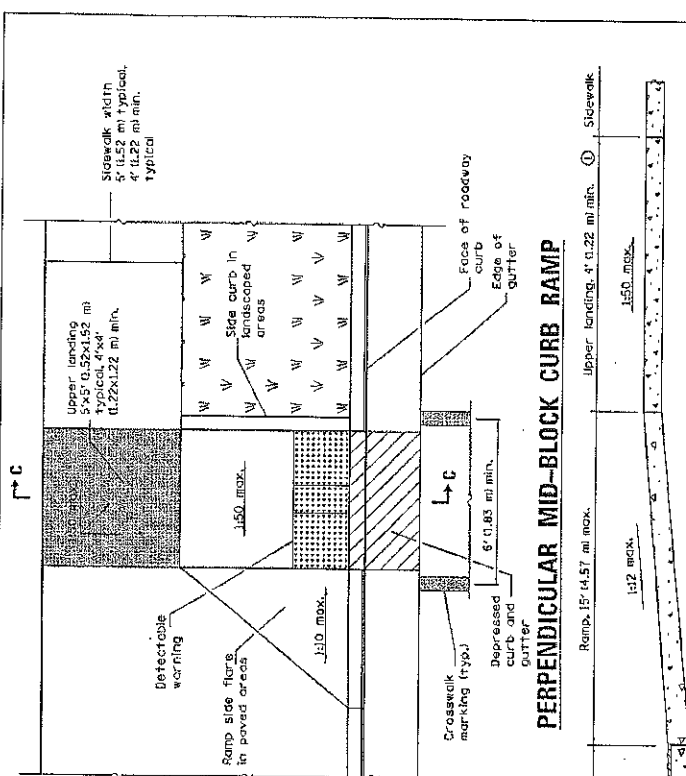 C
Sidewalk width
5' (1.52 m) typical,
4' (1.22 m) min.
typical
Upper landing
5'x5' (1.52x1.52 m)
typical, 4'x4'
(1.22x1.22 m) min.
Side curb in
landscaped
areas
Detectable
warning
1:50 max.
Ramp side flare
in paved areas
1:10 max.
Face of roadway
curb
Edge of
gutter
C
6' (1.83 m) min.
Crosswalk
marking (typ.)
Depressed
curb and
gutter
PERPENDICULAR MID-BLOCK CURB RAMP
Ramp, 15' (4.57 m) max.
Upper landing, 4' (1.22 m) min.
1
Sidewalk
1:12 max.
1:50 max.